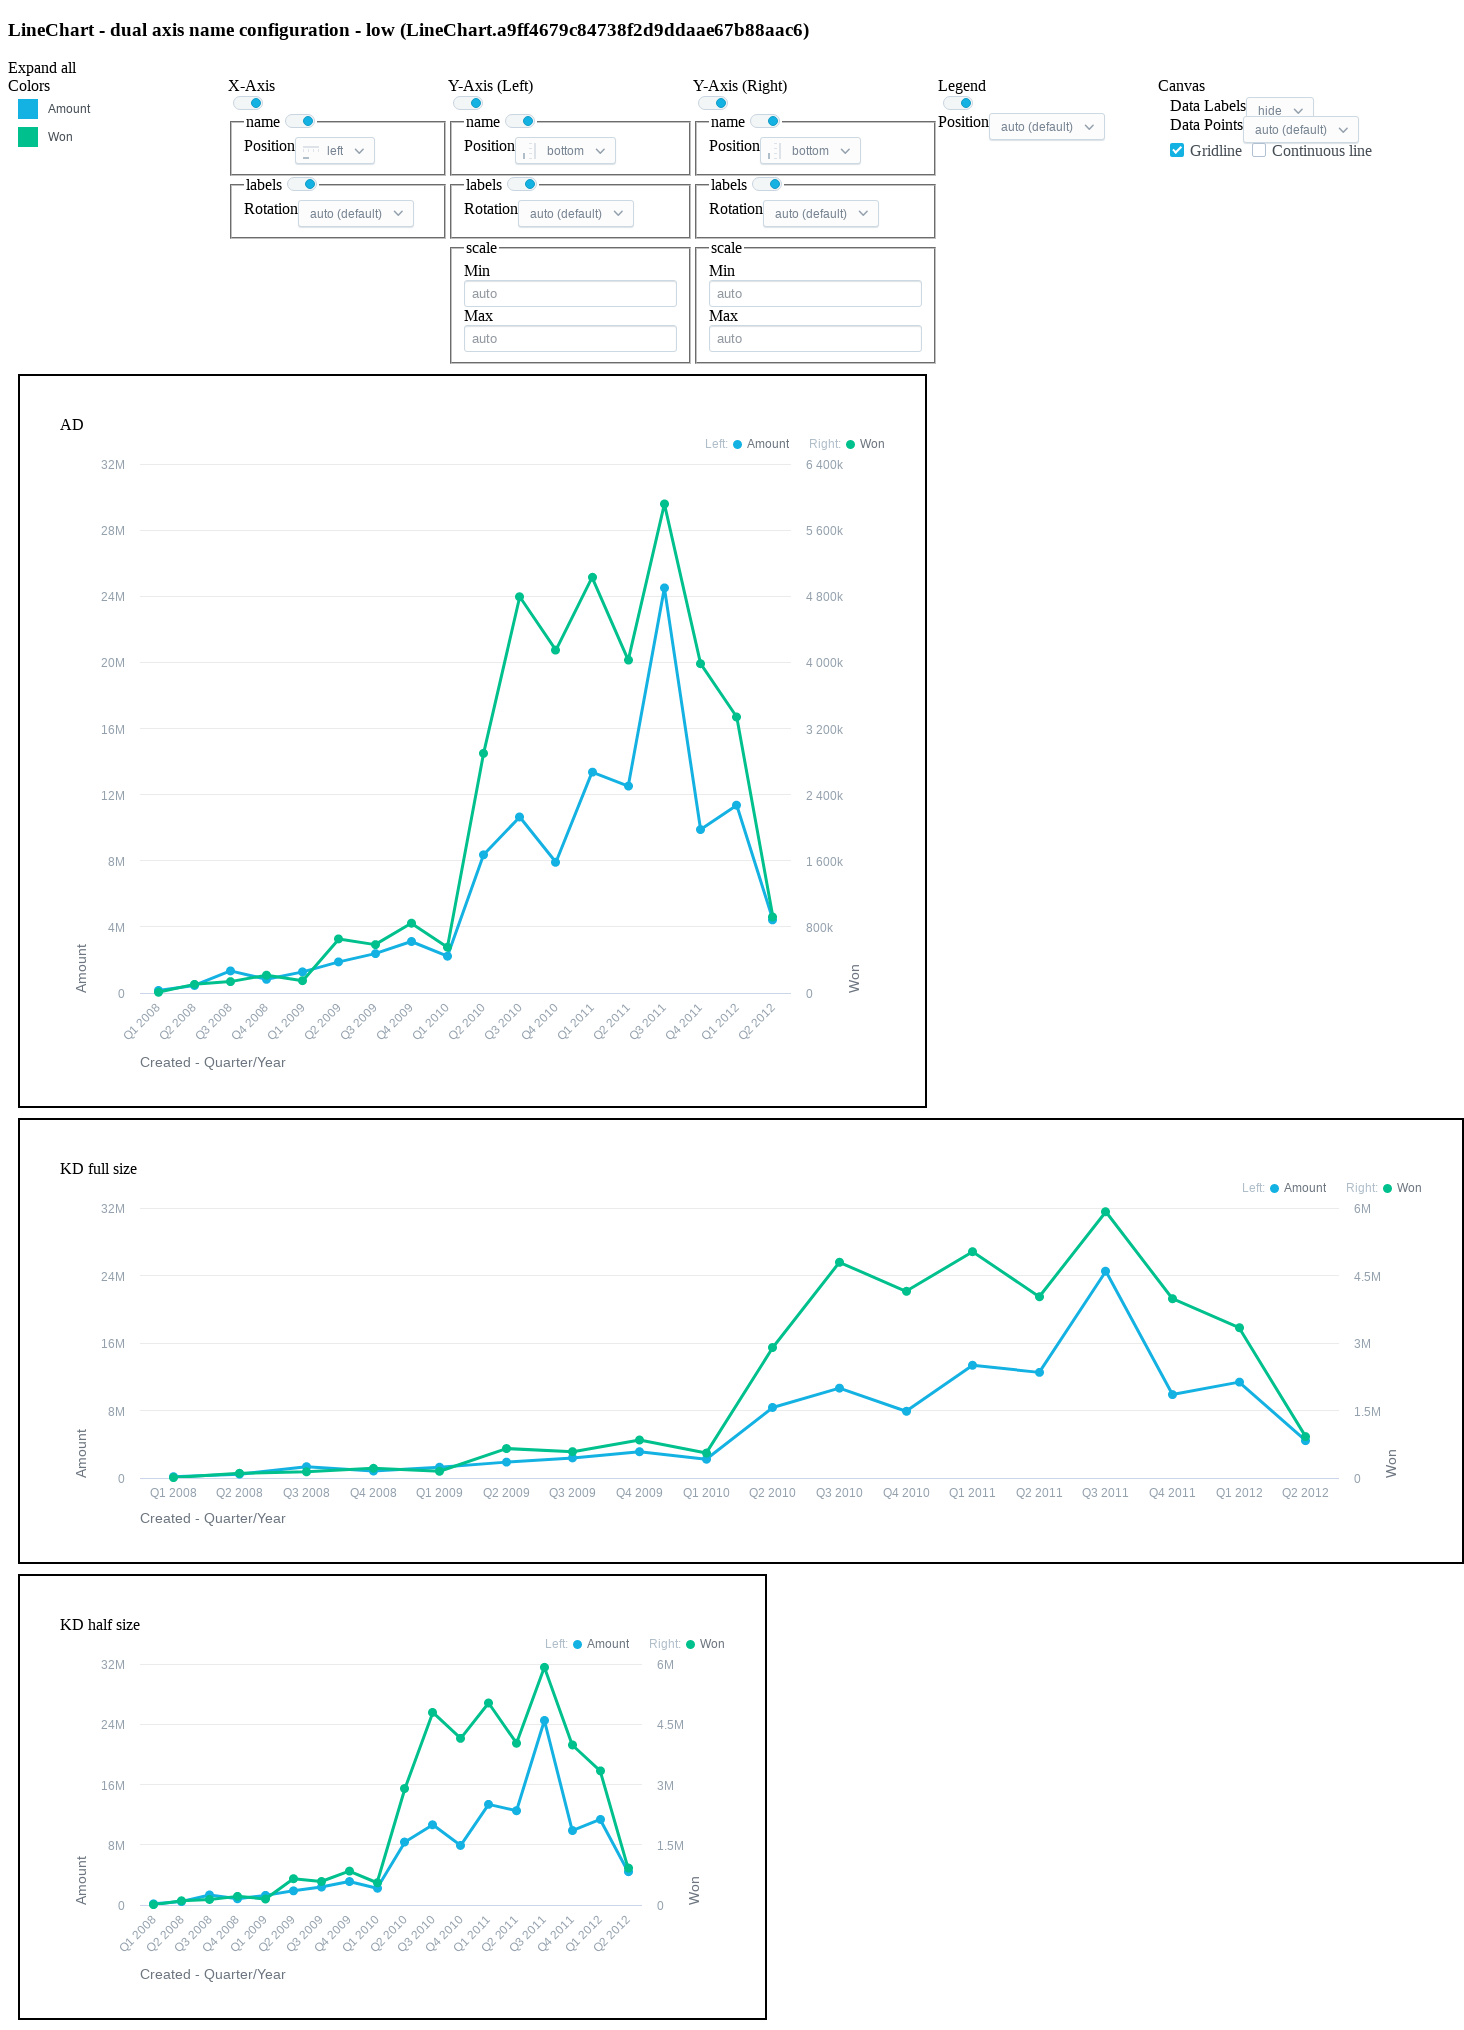 LineChart - dual axis name configuration - low (LineChart.a9ff4679c84738f2d9ddaae67b88aac6)
Expand all
Colors
Amount
Won
X-Axis
name
Position left
labels
Rotation auto (default)
Y-Axis (Left)
name
Position bottom
labels
Rotation auto (default)
scale
Min
auto
Max
auto
Y-Axis (Right)
name
Position bottom
labels
Rotation auto (default)
scale
Min
auto
Max
auto
Legend
Position auto (default)
Canvas
Data Labels hide
Data Points auto (default)
Gridline Continuous line
AD
Left: Amount Right: Won
32M
28M
24M
20M
16M
12M
8M
4M
0
Amount
6 400k
5 600k
4 800k
4 000k
3 200k
2 400k
1 600k
800k
0
Won
Q1 2008 Q2 2008 Q3 2008 Q4 2008 Q1 2009 Q2 2009 Q3 2009 Q4 2009 Q1 2010 Q2 2010 Q3 2010 Q4 2010 Q1 2011 Q2 2011 Q3 2011 Q4 2011 Q1 2012 Q2 2012
Created - Quarter/Year
KD full size
Left: Amount Right: Won
32M
24M
16M
8M
0
Amount
6M
4.5M
3M
1.5M
0
Won
Q1 2008 Q2 2008 Q3 2008 Q4 2008 Q1 2009 Q2 2009 Q3 2009 Q4 2009 Q1 2010 Q2 2010 Q3 2010 Q4 2010 Q1 2011 Q2 2011 Q3 2011 Q4 2011 Q1 2012 Q2 2012
Created - Quarter/Year
KD half size
Left: Amount Right: Won
32M
24M
16M
8M
0
Amount
6M
4.5M
3M
1.5M
0
Won
Q1 2008 Q2 2008 Q3 2008 Q4 2008 Q1 2009 Q2 2009 Q3 2009 Q4 2009 Q1 2010 Q2 2010 Q3 2010 Q4 2010 Q1 2011 Q2 2011 Q3 2011 Q4 2011 Q1 2012 Q2 2012
Created - Quarter/Year